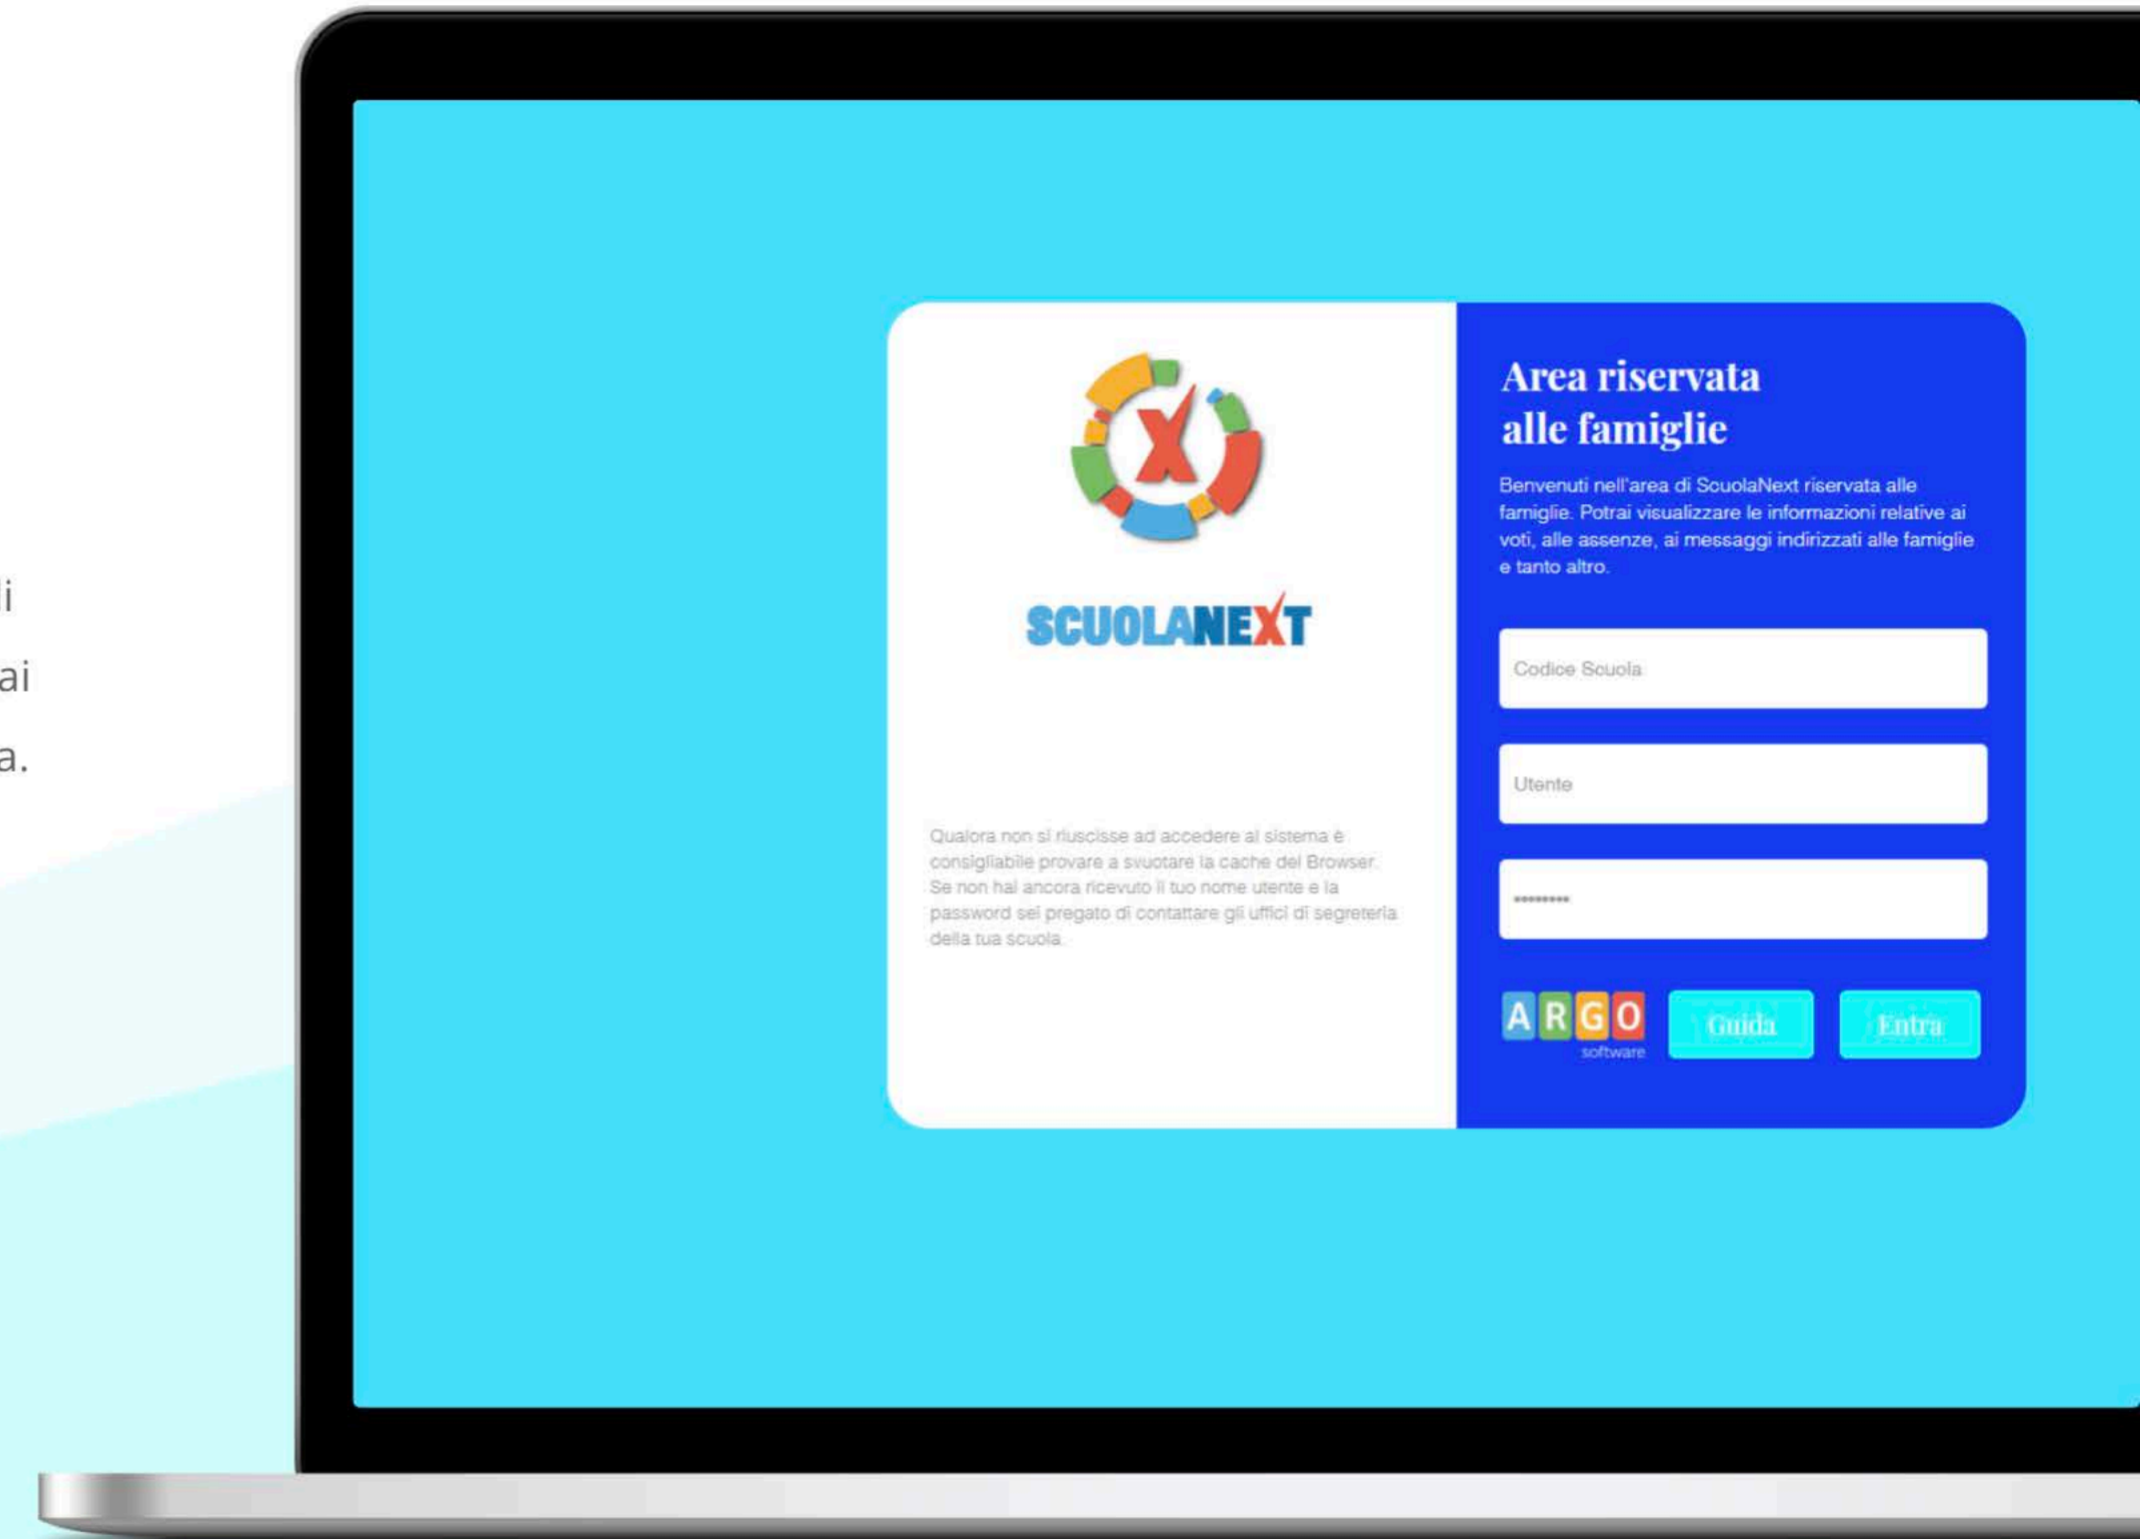 ai
a.
SCUOLANEXT
Qualora non si riuscisse ad accedere al sistema è
consigliabile provare a svuotare la cache del Browser.
Se non hai ancora ricevuto il tuo nome utente e la
password sei pregato di contattare gli uffici di segreteria
della tua scuola.
Area riservata
alle famiglie
Benvenuti nell'area di ScuolaNext riservata alle
famiglie. Potrai visualizzare le informazioni relative ai
voti, alle assenze, ai messaggi indirizzati alle famiglie
e tanto altro.
Codice Scuola
Utente
••••••••
ARGO
software
Guida
Entra